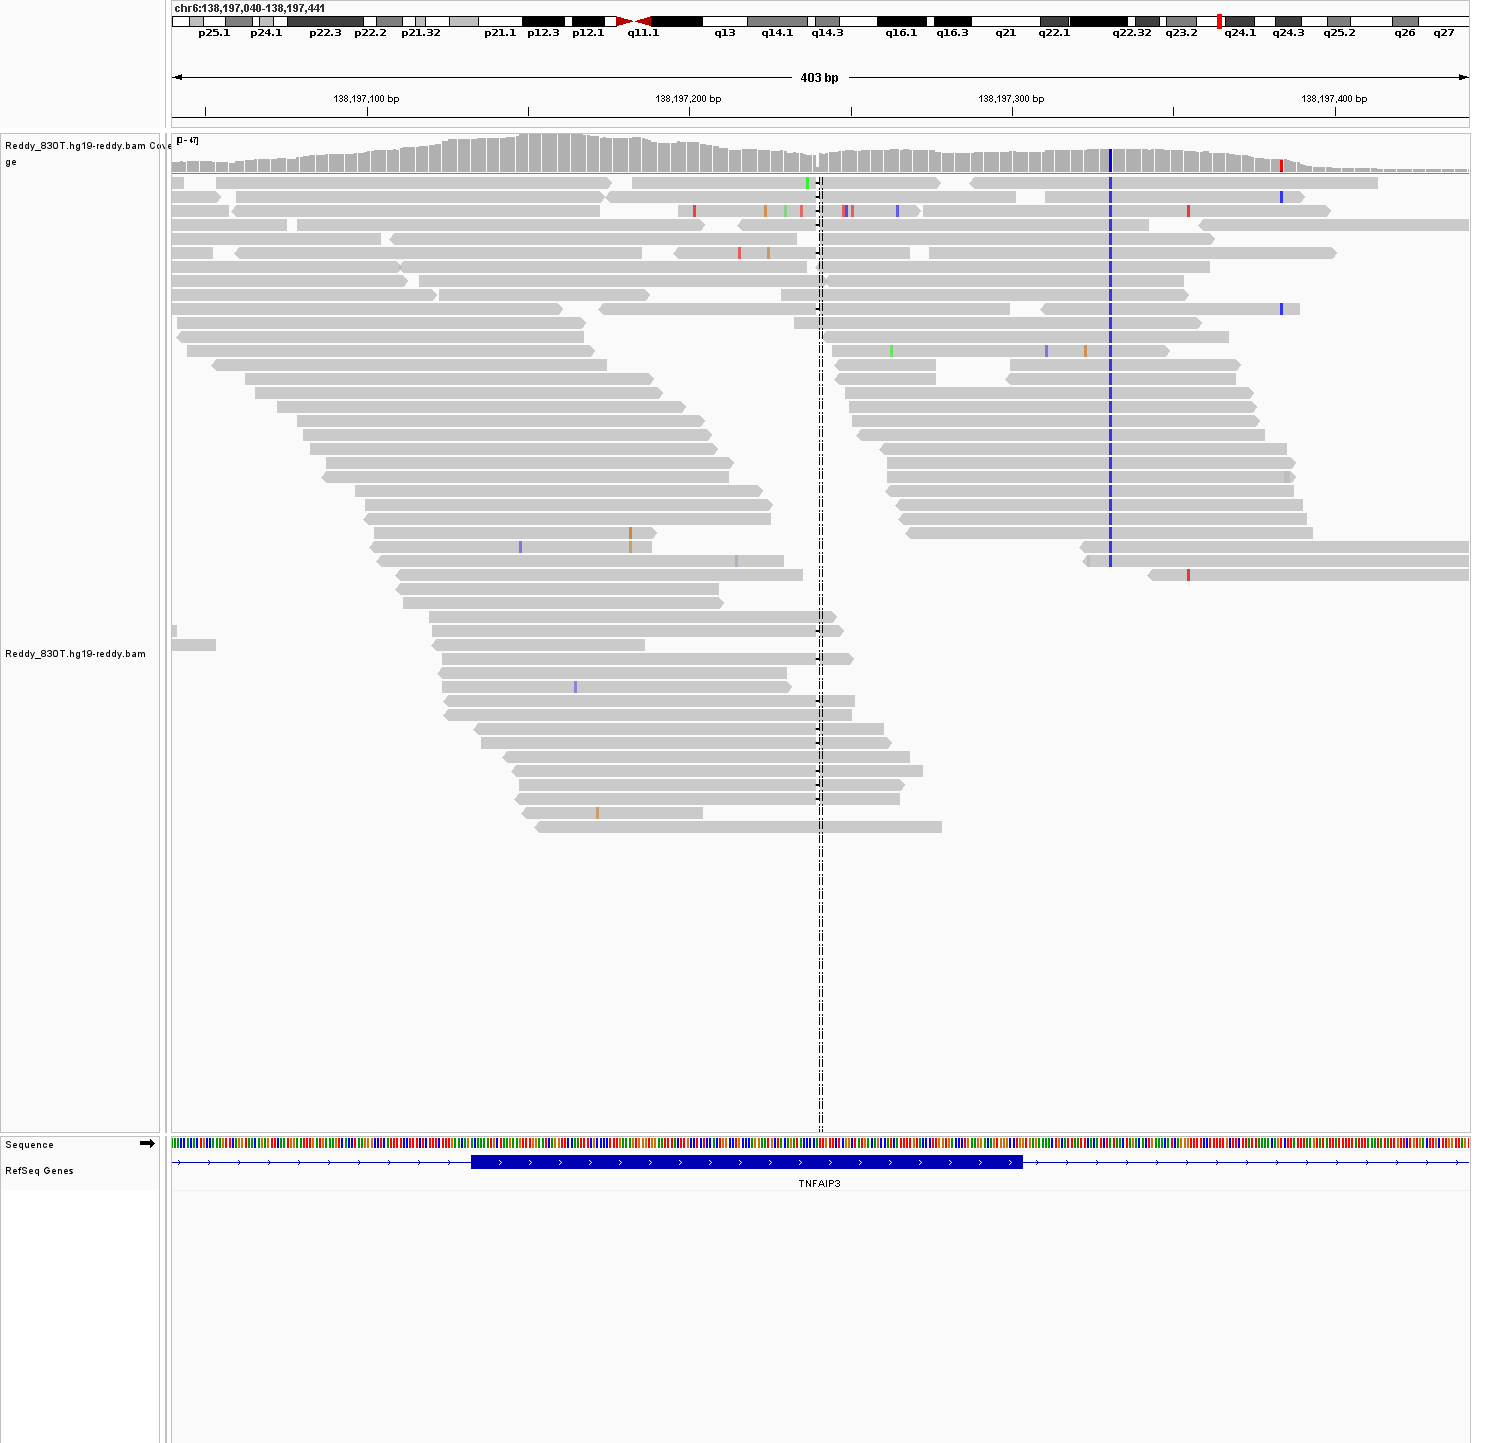 chr6:138,197,040-138,197,441
p25.1 p24.1 p22.3 p22.2 p21.32 p21.1 p12.3 p12.1 q11.1 q13 q14.1 q14.3 q16.1 q16.3 q21 q22.1 q22.32 q23.2 q24.1 q24.3 q25.2 q26 q27
403 bp
138,197,100 bp 138,197,200 bp 138,197,300 bp 138,197,400 bp
Reddy_830T.hg19-reddy.bam Cove
ge
[0 - 47]
Reddy_830T.hg19-reddy.bam
Sequence
RefSeq Genes
TNFAIP3